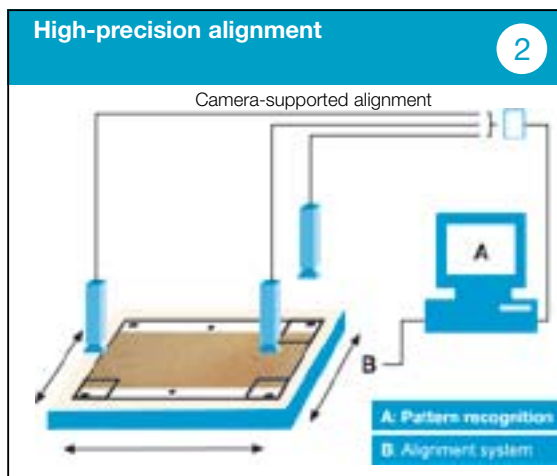 High-precision alignment
2
Camera-supported alignment
A
B
A: Pattern recognition
B: Alignment system